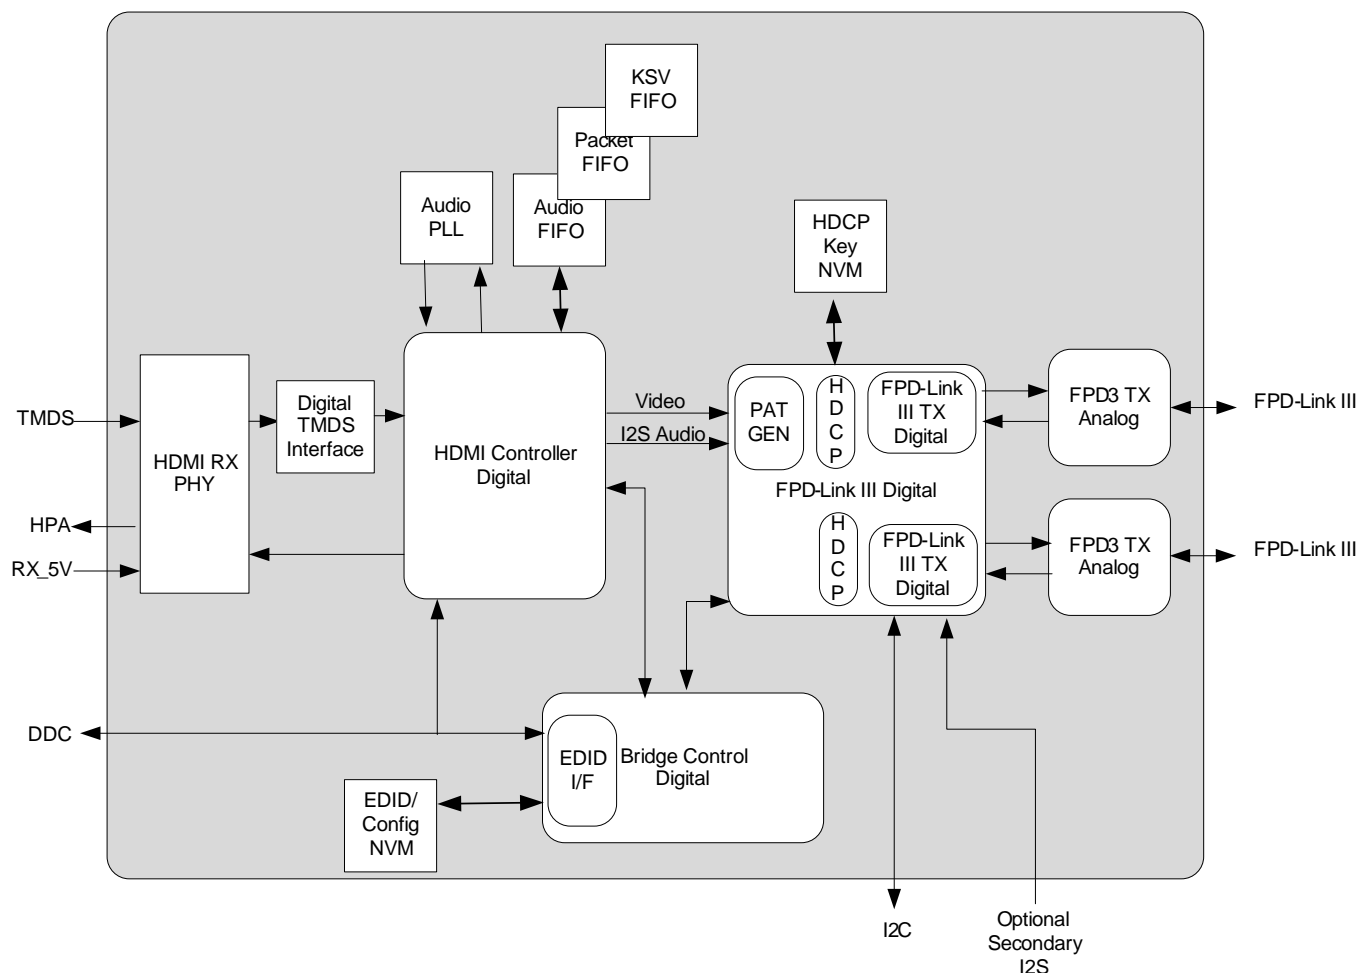 KSV
FIFO
Packet
FIFO
Audio
PLL
Audio
FIFO
HDCP
Key
NVM
TMDS
HPA
RX_5V
HDMI RX
PHY
Digital
TMDS
Interface
HDMI Controller
Digital
Video
I2S Audio
PAT
GEN
H
D
C
P
FPD-Link
III TX
Digital
FPD-Link III Digital
H
D
C
P
FPD-Link
III TX
Digital
FPD3 TX
Analog
FPD-Link III
FPD3 TX
Analog
FPD-Link III
DDC
EDID
I/F
Bridge Control
Digital
EDID/
Config
NVM
I2C
Optional
Secondary
I2S